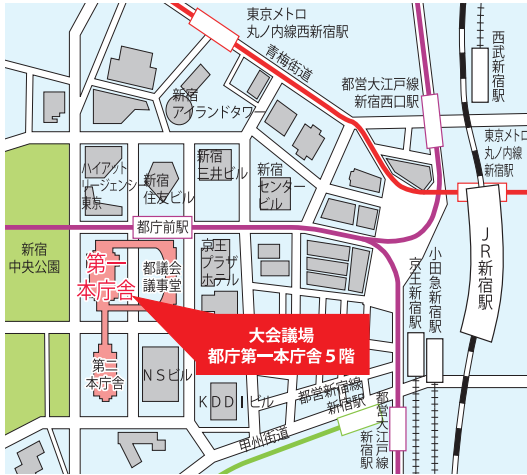 東京メトロ
丸ノ内線西新宿駅
青梅街道
西武新宿駅
都営大江戸線
新宿西口駅
新宿
アイランドタワー
東京メトロ
丸ノ内線
新宿駅
ハイアット
リージェンシー
東京
新宿
住友ビル
新宿
三井ビル
新宿
センター
ビル
都庁前駅
新宿
中央公園
第一
本庁舎
都議会
議事堂
京王
プラザ
ホテル
JR新宿駅
小田急新宿駅
京王新宿駅
大会議場
都庁第一本庁舎5階
第二
本庁舎
NSビル
KDDIビル
都営新宿線
新宿駅
都営大江戸線
新宿駅
甲州街道